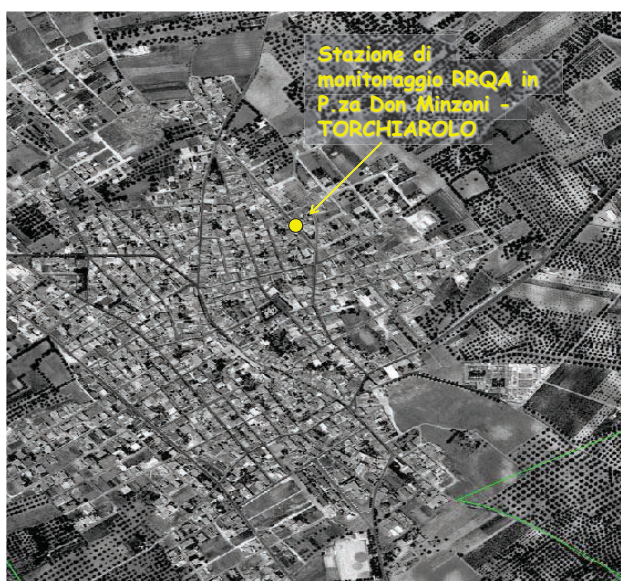 Stazione di
monitoraggio RRQA in
P.za Don Minzoni -
TORCHIAROLO